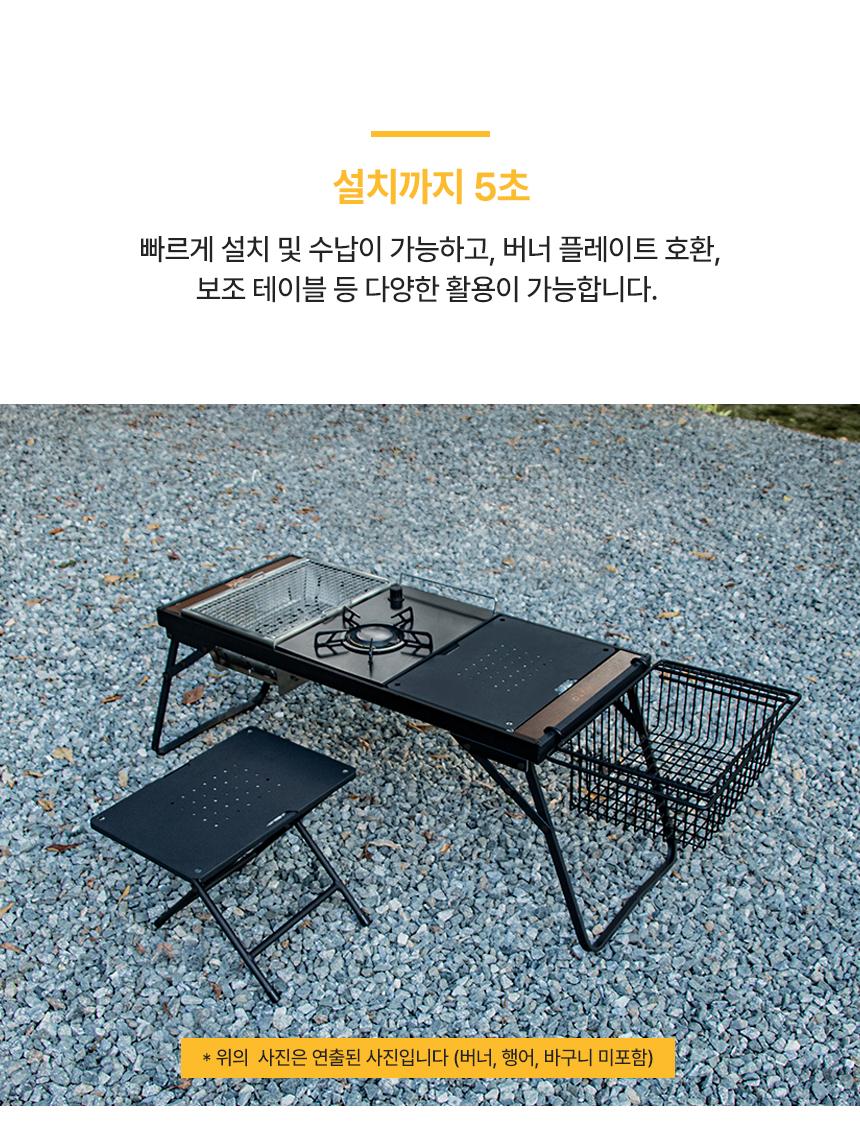 설치까지 5초
빠르게 설치 및 수납이 가능하고, 버너 플레이트 호환,
보조 테이블 등 다양한 활용이 가능합니다.
* 위의 사진은 연출된 사진입니다 (버너, 행어, 바구니 미포함)